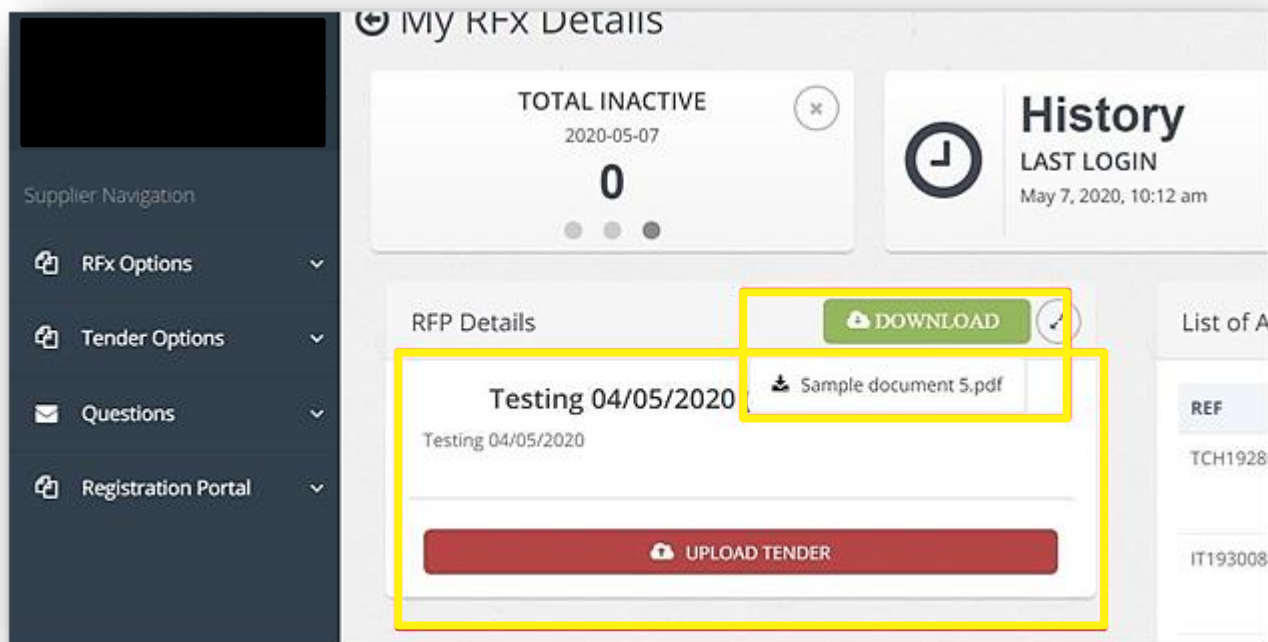 My RFx Details
TOTAL INACTIVE
2020-05-07
0
History
LAST LOGIN
May 7, 2020, 10:12 am
Supplier Navigation
RFx Options
Tender Options
Questions
Registration Portal
RFP Details
DOWNLOAD
Sample document 5.pdf
Testing 04/05/2020
Testing 04/05/2020
UPLOAD TENDER
List of A
REF
TCH1928
IT193008